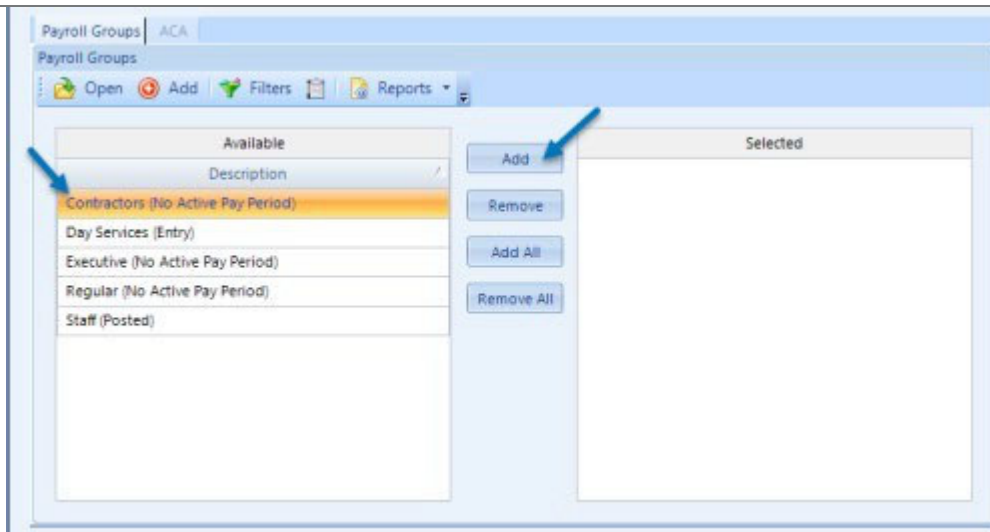 Payroll Groups ACA
Payroll Groups
Open Add Filters Reports
Available
Description
Contractors (No Active Pay Period)
Day Services (Entry)
Executive (No Active Pay Period)
Regular (No Active Pay Period)
Staff (Posted)
Add
Remove
Add All
Remove All
Selected